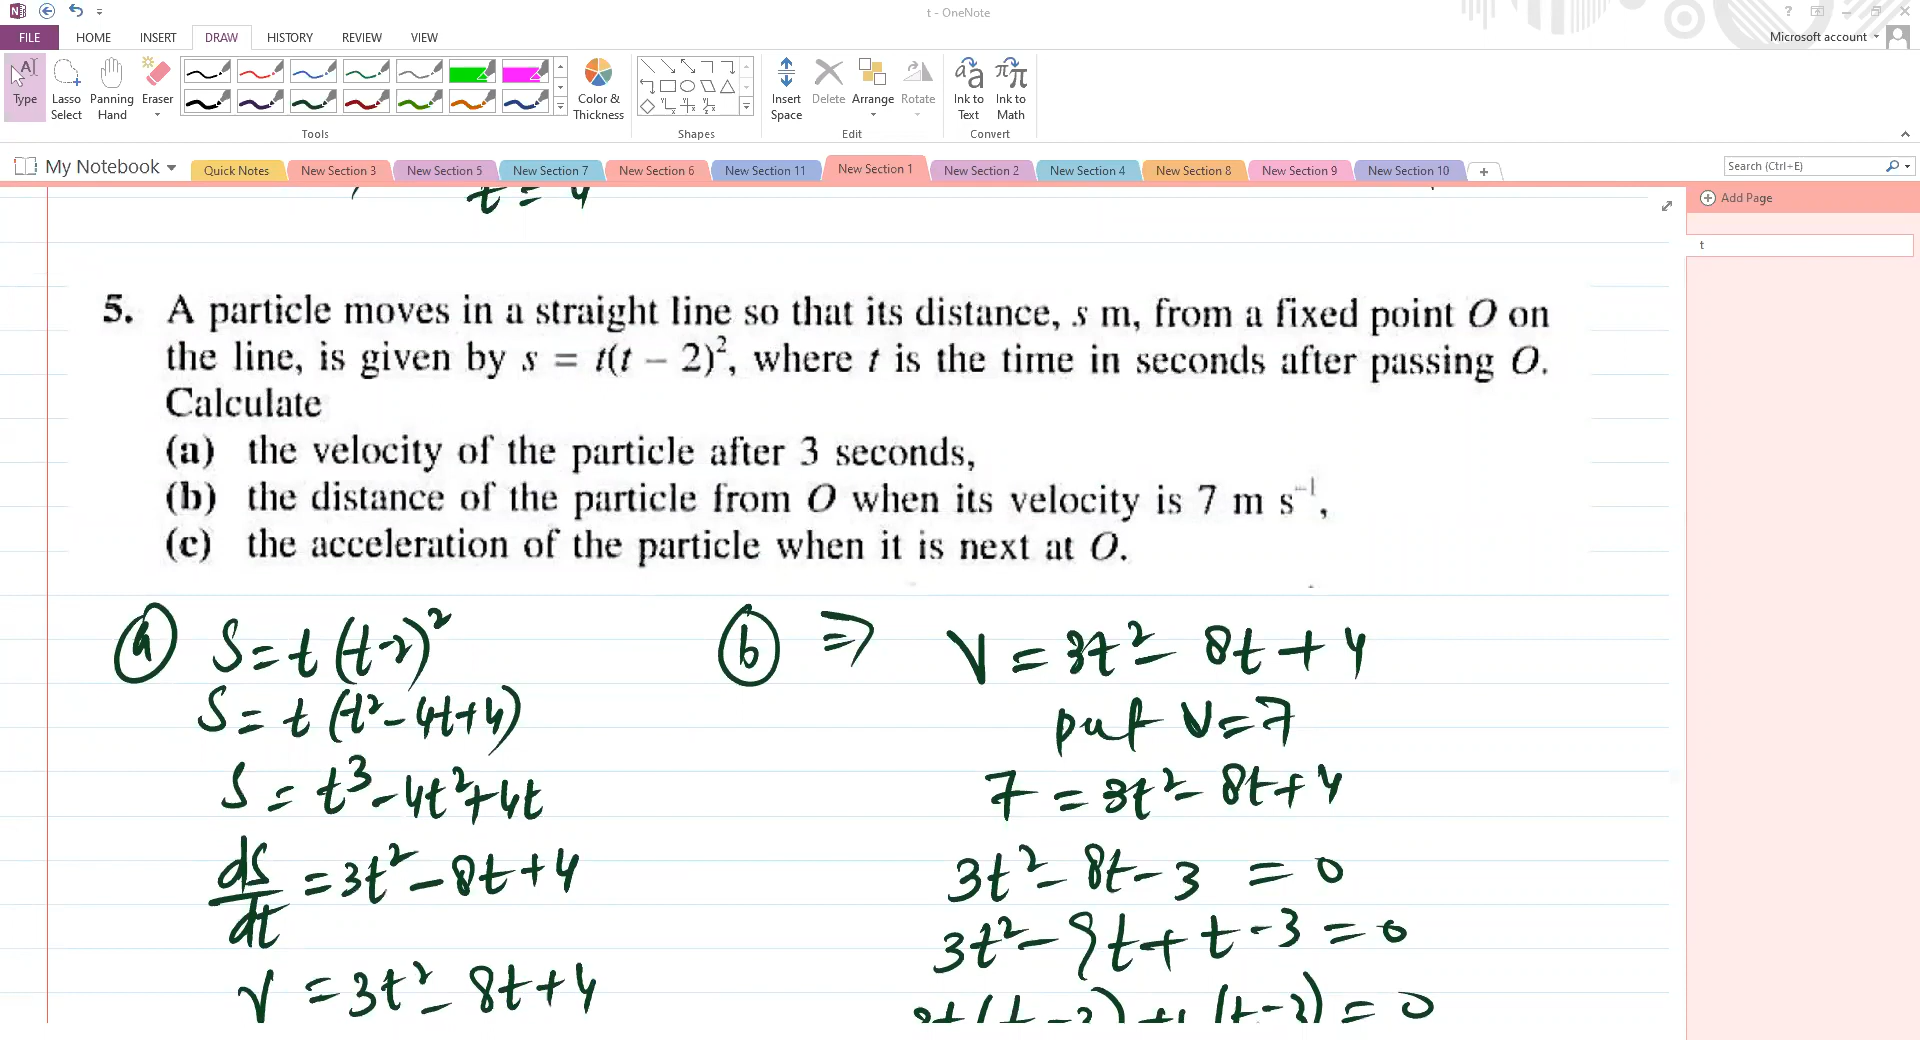 t - OneNote
?
FILE HOME INSERT DRAW HISTORY REVIEW VIEW
Microsoft account
Type
Lasso Select
Panning Hand
Eraser
Color & Thickness
Insert Space
Delete
Arrange
Rotate
Ink to Text
Ink to Math
Tools
Shapes
Edit
Convert
My Notebook
Quick Notes New Section 3 New Section 5 New Section 7 New Section 6 New Section 11 New Section 1 New Section 2 New Section 4 New Section 8 New Section 9 New Section 10 +
Search (Ctrl+E)
Add Page
t
t = 4
5. A particle moves in a straight line so that its distance, s m, from a fixed point O on
the line, is given by s = t(t − 2)², where t is the time in seconds after passing O.
Calculate
(a) the velocity of the particle after 3 seconds,
(b) the distance of the particle from O when its velocity is 7 m s⁻¹,
(c) the acceleration of the particle when it is next at O.
(a) S = t (t-2)²
S = t (t² - 4t + 4)
S = t³ - 4t² + 4t
ds/dt = 3t² - 8t + 4
V = 3t² - 8t + 4
(b) ⇒ V = 3t² - 8t + 4
put V = 7
7 = 3t² - 8t + 4
3t² - 8t - 3 = 0
3t² - 9t + t - 3 = 0
3t (t - 3) + 1 (t - 3) = 0